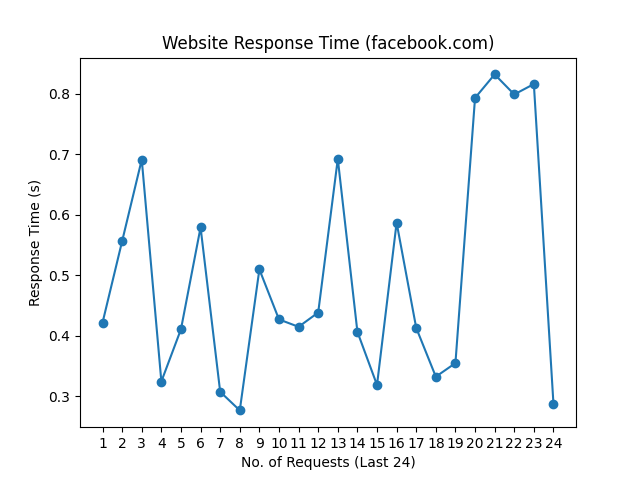 Website Response Time (facebook.com)
Response Time (s)
0.8
0.7
0.6
0.5
0.4
0.3
1 2 3 4 5 6 7 8 9 10 11 12 13 14 15 16 17 18 19 20 21 22 23 24
No. of Requests (Last 24)